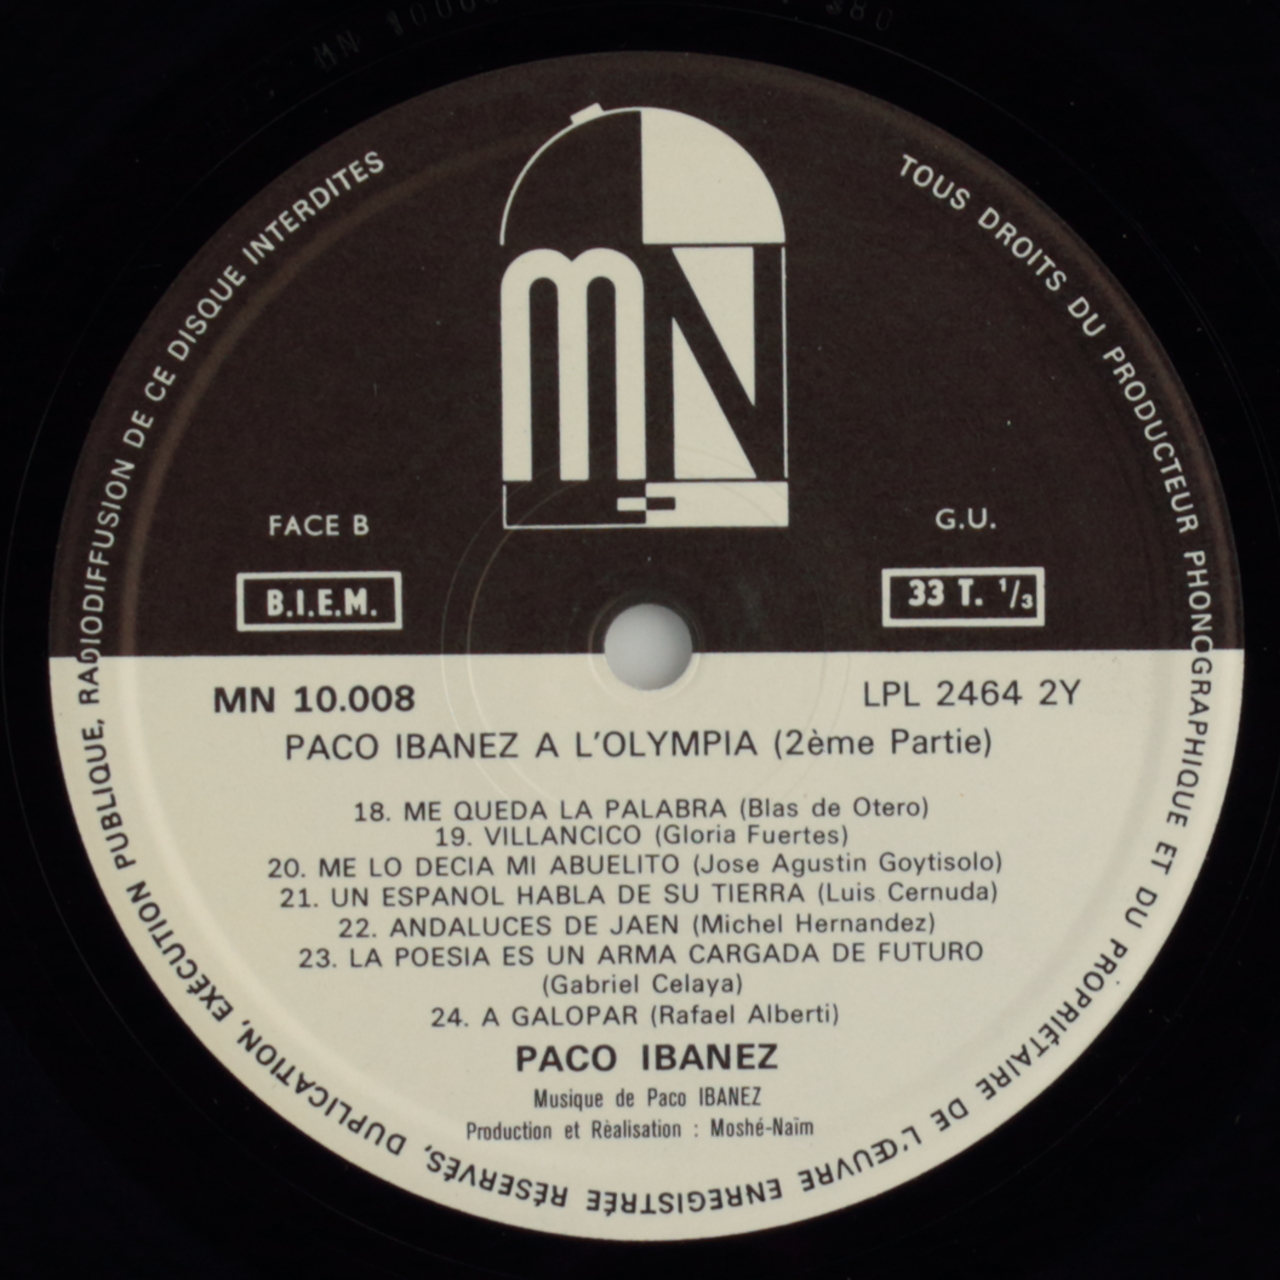 MN
TOUS DROITS DU PRODUCTEUR PHONOGRAPHIQUE ET DU PROPRIÉTAIRE DE L'ŒUVRE ENREGISTRÉE RÉSERVÉS, DUPLICATION, EXÉCUTION PUBLIQUE, RADIODIFFUSION DE CE DISQUE INTERDITES
FACE B
G.U.
B.I.E.M.
33 T. 1/3
MN 10.008
LPL 2464 2Y
PACO IBANEZ A L'OLYMPIA (2ème Partie)
18. ME QUEDA LA PALABRA (Blas de Otero)
19. VILLANCICO (Gloria Fuertes)
20. ME LO DECIA MI ABUELITO (Jose Agustin Goytisolo)
21. UN ESPANOL HABLA DE SU TIERRA (Luis Cernuda)
22. ANDALUCES DE JAEN (Michel Hernandez)
23. LA POESIA ES UN ARMA CARGADA DE FUTURO
(Gabriel Celaya)
24. A GALOPAR (Rafael Alberti)
PACO IBANEZ
Musique de Paco IBANEZ
Production et Rèalisation : Moshé-Naïm